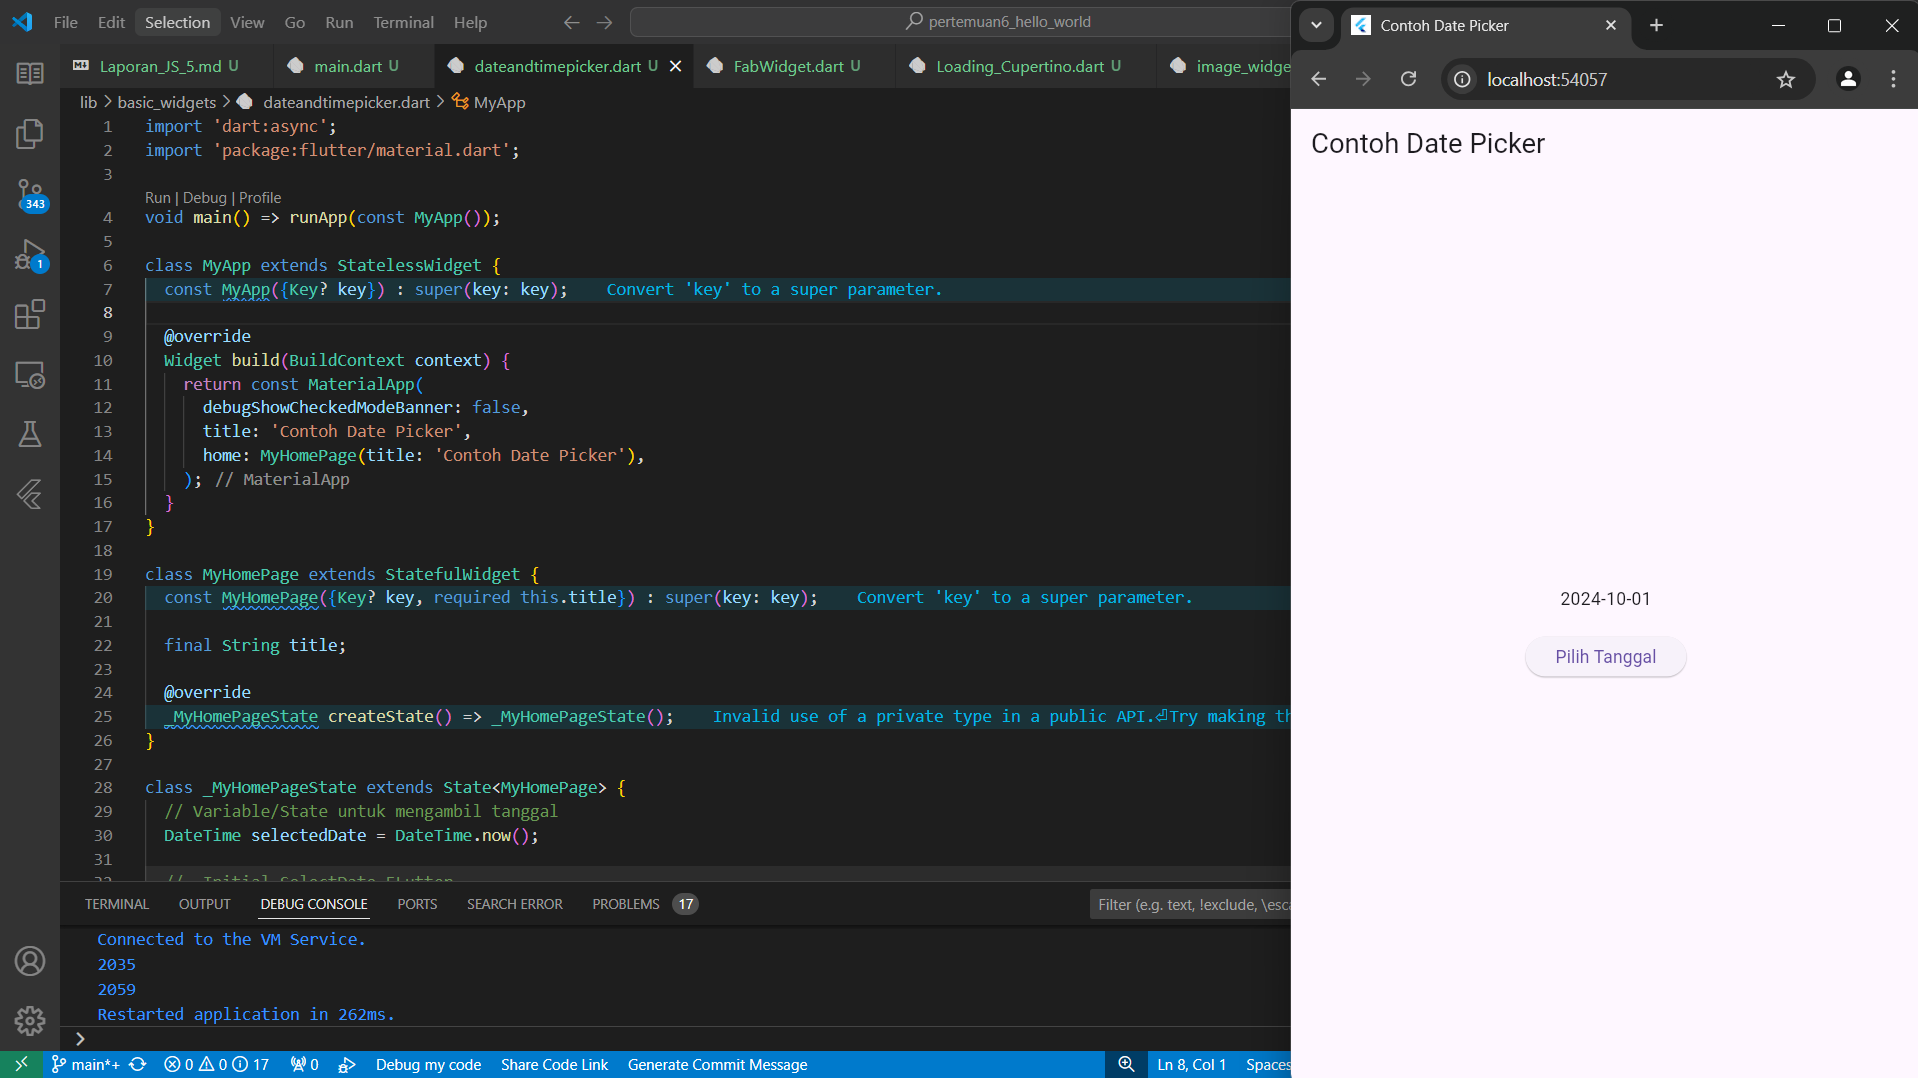 File Edit Selection View Go Run Terminal Help
pertemuan6_hello_world
Laporan_JS_5.md U
main.dart U
dateandtimepicker.dart U
FabWidget.dart U
Loading_Cupertino.dart U
image_widge
lib > basic_widgets > dateandtimepicker.dart > MyApp
1 import 'dart:async';
2 import 'package:flutter/material.dart';
3
Run | Debug | Profile
4 void main() => runApp(const MyApp());
5
6 class MyApp extends StatelessWidget {
7 const MyApp({Key? key}) : super(key: key); Convert 'key' to a super parameter.
8
9 @override
10 Widget build(BuildContext context) {
11 return const MaterialApp(
12 debugShowCheckedModeBanner: false,
13 title: 'Contoh Date Picker',
14 home: MyHomePage(title: 'Contoh Date Picker'),
15 ); // MaterialApp
16 }
17 }
18
19 class MyHomePage extends StatefulWidget {
20 const MyHomePage({Key? key, required this.title}) : super(key: key); Convert 'key' to a super parameter.
21
22 final String title;
23
24 @override
25 _MyHomePageState createState() => _MyHomePageState(); Invalid use of a private type in a public API.⏎Try making th
26 }
27
28 class _MyHomePageState extends State<MyHomePage> {
29 // Variable/State untuk mengambil tanggal
30 DateTime selectedDate = DateTime.now();
31
32 // Initial SelectDate FLutter
343
1
TERMINAL OUTPUT DEBUG CONSOLE PORTS SEARCH ERROR PROBLEMS 17
Filter (e.g. text, !exclude, \esca
Connected to the VM Service.
2035
2059
Restarted application in 262ms.
>
main*+ 0 0 17 0 Debug my code Share Code Link Generate Commit Message Ln 8, Col 1 Spaces
Contoh Date Picker
localhost:54057
Contoh Date Picker
2024-10-01
Pilih Tanggal